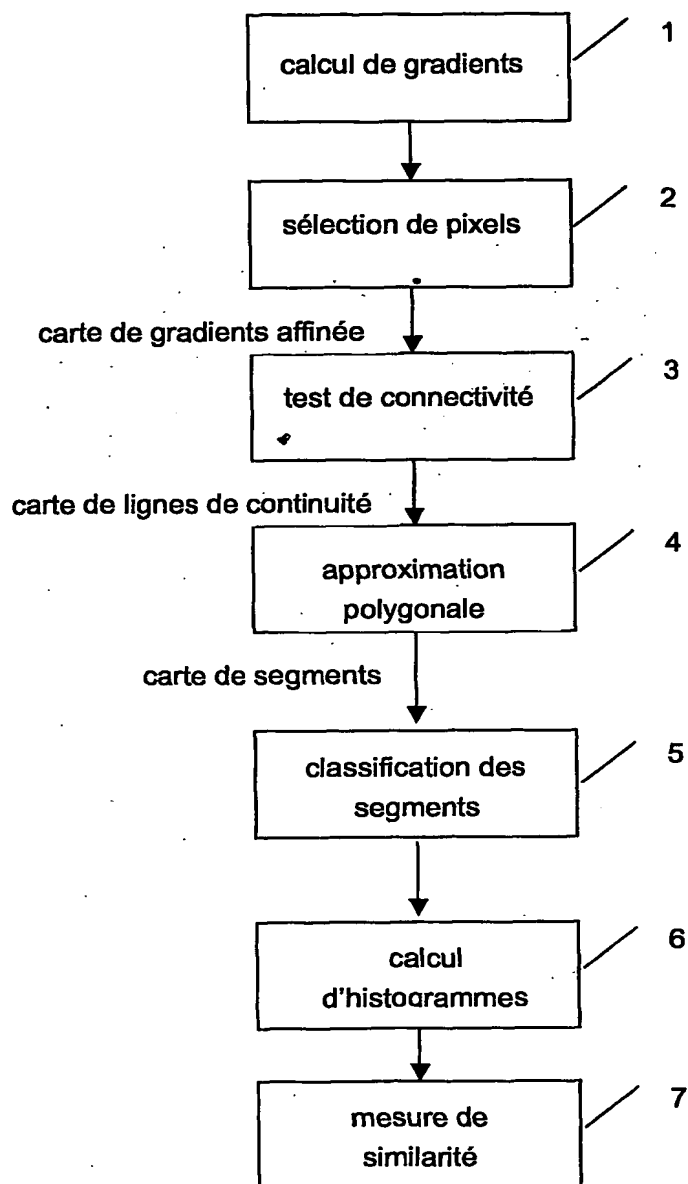 1
calcul de gradients
2
sélection de pixels
carte de gradients affinée
3
test de connectivité
carte de lignes de continuité
4
approximation
polygonale
carte de segments
5
classification des
segments
6
calcul
d'histogrammes
7
mesure de
similarité